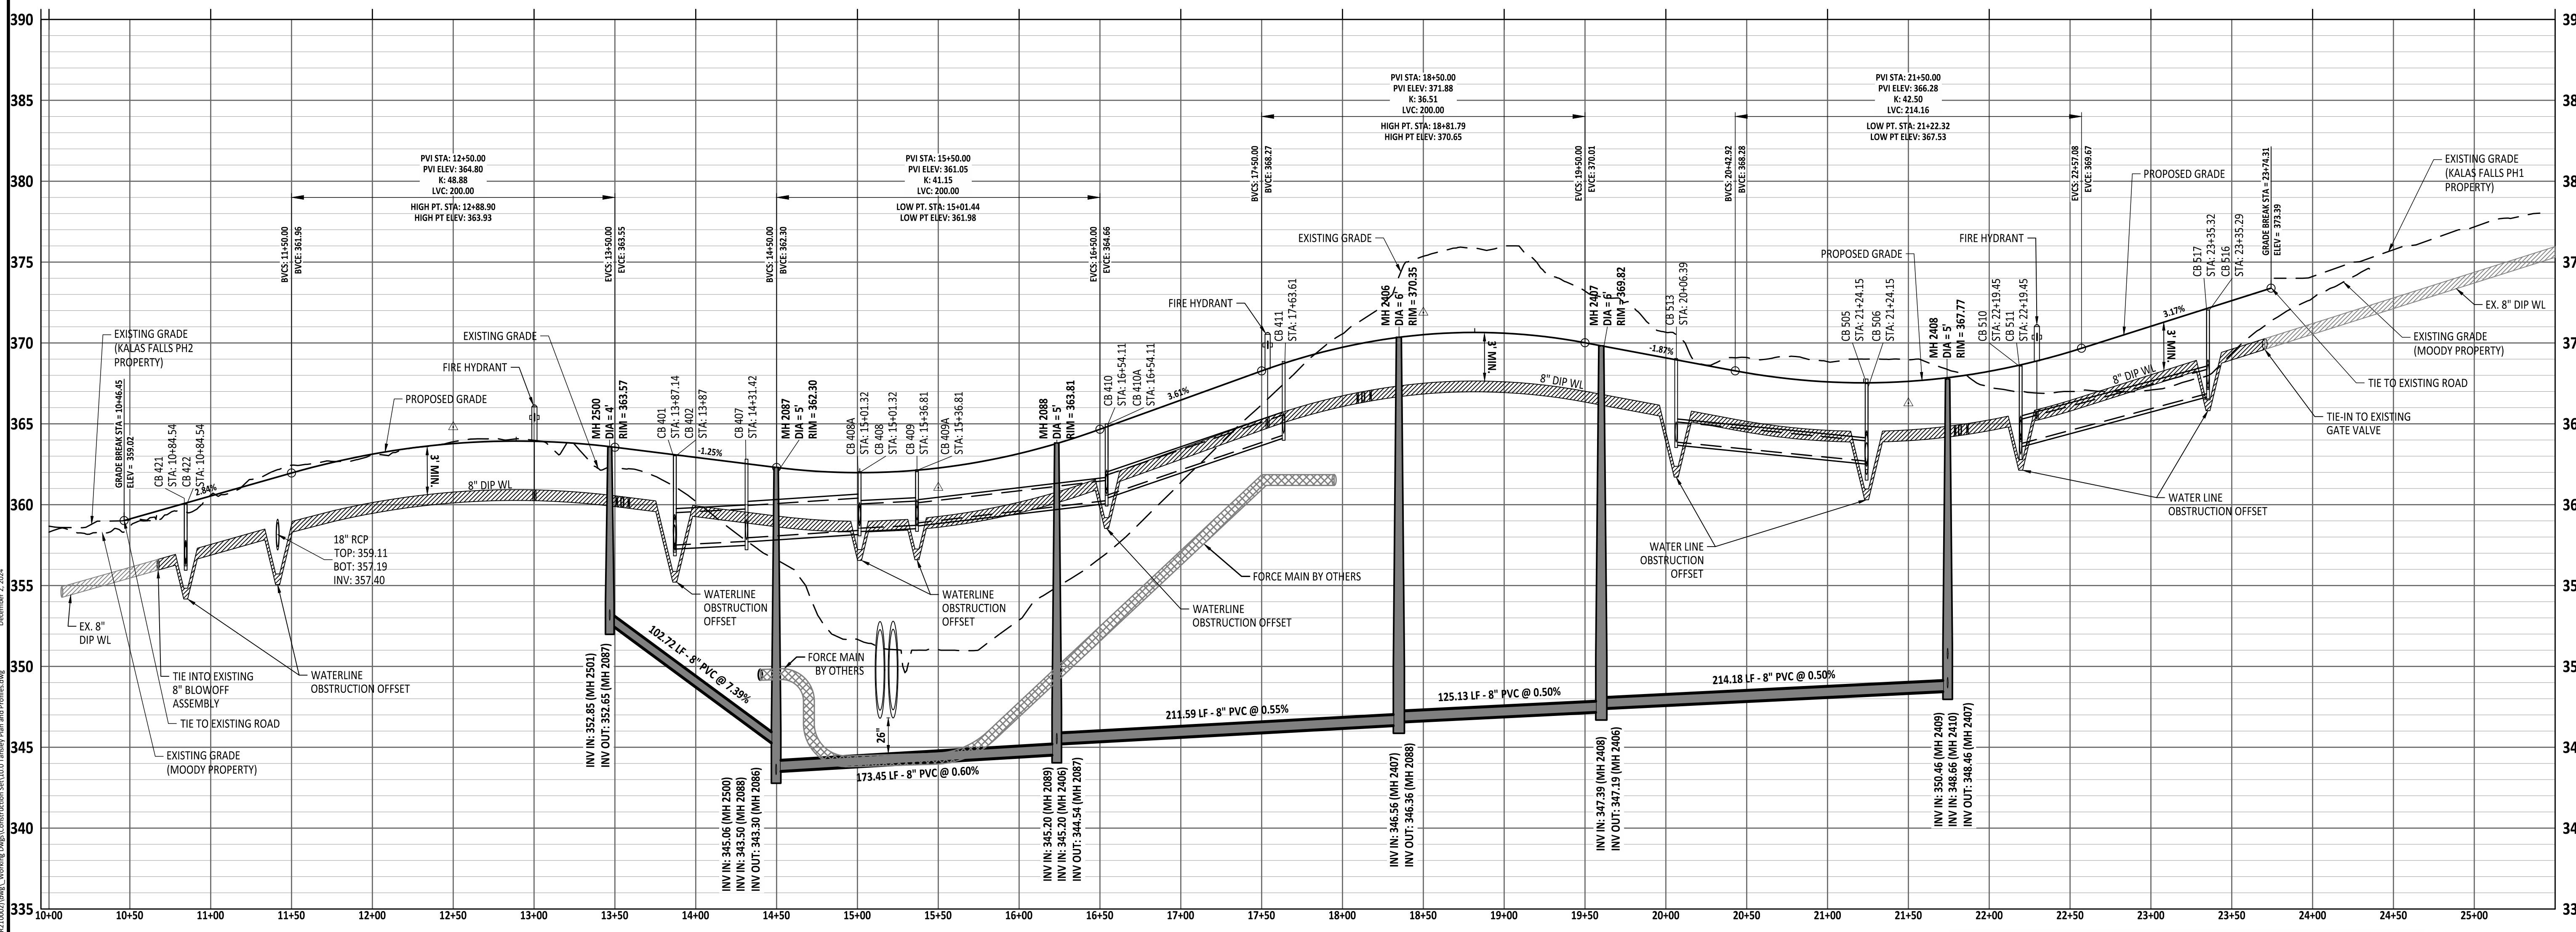 390
385
380
375
370
365
360
355
350
345
340
335
PVI STA: 12+50.00
PVI ELEV: 364.80
K: 48.88
LVC: 200.00
HIGH PT. STA: 12+88.90
HIGH PT ELEV: 363.93
BVCS: 11+50.00
BVCE: 361.96
EVCS: 13+50.00
EVCE: 363.55
PVI STA: 15+50.00
PVI ELEV: 361.05
K: 41.15
LVC: 200.00
LOW PT. STA: 15+01.44
LOW PT ELEV: 361.98
BVCS: 14+50.00
BVCE: 362.30
EVCS: 16+50.00
EVCE: 364.66
PVI STA: 18+50.00
PVI ELEV: 371.88
K: 36.51
LVC: 200.00
HIGH PT. STA: 18+81.79
HIGH PT ELEV: 370.65
BVCS: 17+50.00
BVCE: 368.27
EVCS: 19+50.00
EVCE: 370.01
PVI STA: 21+50.00
PVI ELEV: 366.28
K: 42.50
LVC: 214.16
LOW PT. STA: 21+22.32
LOW PT ELEV: 367.53
BVCS: 20+42.92
BVCE: 368.28
EVCS: 22+57.08
EVCE: 369.67
EXISTING GRADE
(KALAS FALLS PH2
PROPERTY)
GRADE BREAK STA = 10+46.45
ELEV = 359.02
CB 421
STA: 10+84.54
CB 422
STA: 10+84.54
2.84%
PROPOSED GRADE
EXISTING GRADE
FIRE HYDRANT
3' MIN.
8" DIP WL
18" RCP
TOP: 359.11
BOT: 357.19
INV: 357.40
EX. 8"
DIP WL
TIE INTO EXISTING
8" BLOWOFF
ASSEMBLY
TIE TO EXISTING ROAD
EXISTING GRADE
(MOODY PROPERTY)
WATERLINE
OBSTRUCTION OFFSET
MH 2500
DIA = 4'
RIM = 363.57
CB 401
STA: 13+87.14
CB 402
STA: 13+87
-1.25%
CB 407
STA: 14+31.42
MH 2087
DIA = 5'
RIM = 362.30
CB 408A
STA: 15+01.32
CB 408
STA: 15+01.32
CB 409
STA: 15+36.81
CB 409A
STA: 15+36.81
MH 2088
DIA = 5'
RIM = 363.81
CB 410
STA: 16+54.11
CB 410A
STA: 16+54.11
3.61%
FIRE HYDRANT
CB 411
STA: 17+63.61
EXISTING GRADE
MH 2406
DIA = 6'
RIM = 370.35
3' MIN.
8" DIP WL
MH 2407
DIA = 6'
RIM = 369.82
-1.87%
CB 513
STA: 20+06.39
PROPOSED GRADE
CB 505
STA: 21+24.15
CB 506
STA: 21+24.15
MH 2408
DIA = 5'
RIM = 367.77
CB 510
STA: 22+19.45
CB 511
STA: 22+19.45
FIRE HYDRANT
PROPOSED GRADE
3.17%
3' MIN.
8" DIP WL
CB 517
STA: 23+35.32
CB 516
STA: 23+35.29
GRADE BREAK STA = 23+74.31
ELEV = 373.39
EXISTING GRADE
(KALAS FALLS PH1
PROPERTY)
EX. 8" DIP WL
EXISTING GRADE
(MOODY PROPERTY)
TIE TO EXISTING ROAD
TIE-IN TO EXISTING
GATE VALVE
WATER LINE
OBSTRUCTION OFFSET
WATER LINE
OBSTRUCTION
OFFSET
WATERLINE
OBSTRUCTION
OFFSET
WATERLINE
OBSTRUCTION
OFFSET
WATERLINE
OBSTRUCTION OFFSET
FORCE MAIN BY OTHERS
FORCE MAIN
BY OTHERS
26"
102.72 LF - 8" PVC @ 7.39%
173.45 LF - 8" PVC @ 0.60%
211.59 LF - 8" PVC @ 0.55%
125.13 LF - 8" PVC @ 0.50%
214.18 LF - 8" PVC @ 0.50%
INV IN: 352.85 (MH 2501)
INV OUT: 352.65 (MH 2087)
INV IN: 345.06 (MH 2500)
INV IN: 343.50 (MH 2088)
INV OUT: 343.30 (MH 2086)
INV IN: 345.20 (MH 2089)
INV IN: 345.20 (MH 2406)
INV OUT: 344.54 (MH 2087)
INV IN: 346.56 (MH 2407)
INV OUT: 346.36 (MH 2088)
INV IN: 347.39 (MH 2408)
INV OUT: 347.19 (MH 2406)
INV IN: 350.46 (MH 2409)
INV IN: 348.66 (MH 2410)
INV OUT: 348.46 (MH 2407)
10+00 10+50 11+00 11+50 12+00 12+50 13+00 13+50 14+00 14+50 15+00 15+50 16+00 16+50 17+00 17+50 18+00 18+50 19+00 19+50 20+00 20+50 21+00 21+50 22+00 22+50 23+00 23+50 24+00 24+50 25+00
December 2, 2024